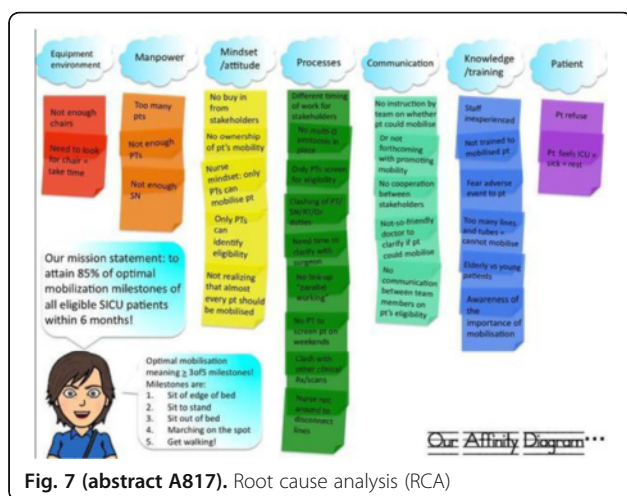 Equipment
environment
Manpower
Mindset
/attitude
Processes
Communication
Knowledge
/training
Patient
Not enough
chairs
Need to look
for chair =
take time
Too many
pts
Not enough
PTs
Not enough
SN
No buy in from
stakeholders
No ownership
of pt's mobility
Nurse
mindset: only
PTs can
mobilise pt
Only PTs
can
identify
eligibility
Not realizing
that almost
every pt should
be mobilised
Different timing
of work for
stakeholders
No multi-D
protocols in
place
Only PTs screen
for eligibility
Clashing of PT/
SN/RT/Dr
duties
Need time to
clarify with
surgeon
No link-up
"parallel
working"
No PT to
screen pt on
weekends
Clash with
other clinical
Rx/scans
Nurse not
around to
disconnect
lines
No instruction by
team on whether
pt could mobilise
Dr not
forthcoming
with promoting
mobility
No cooperation
between
stakeholders
Not-so-friendly
doctor to
clarify if
pt could mobilise
No
communication
between team
members on
pt's eligibility
Staff
inexperienced
Not trained to
mobilised pt
Fear adverse
event to pt
Too many lines
and tubes =
cannot mobilise
Elderly vs young
patients
Awareness of
the
importance of
mobilisation
Pt refuse
Pt feels ICU =
sick = rest
Our mission statement: to
attain 85% of optimal
mobilization milestones of
all eligible SICU patients
within 6 months!
Optimal mobilisation
meaning ≥ 3of5 milestones!
Milestones are:
1. Sit of edge of bed
2. Sit to stand
3. Sit out of bed
4. Marching on the spot
5. Get walking!
Our Affinity Diagram...
Fig. 7 (abstract A817). Root cause analysis (RCA)